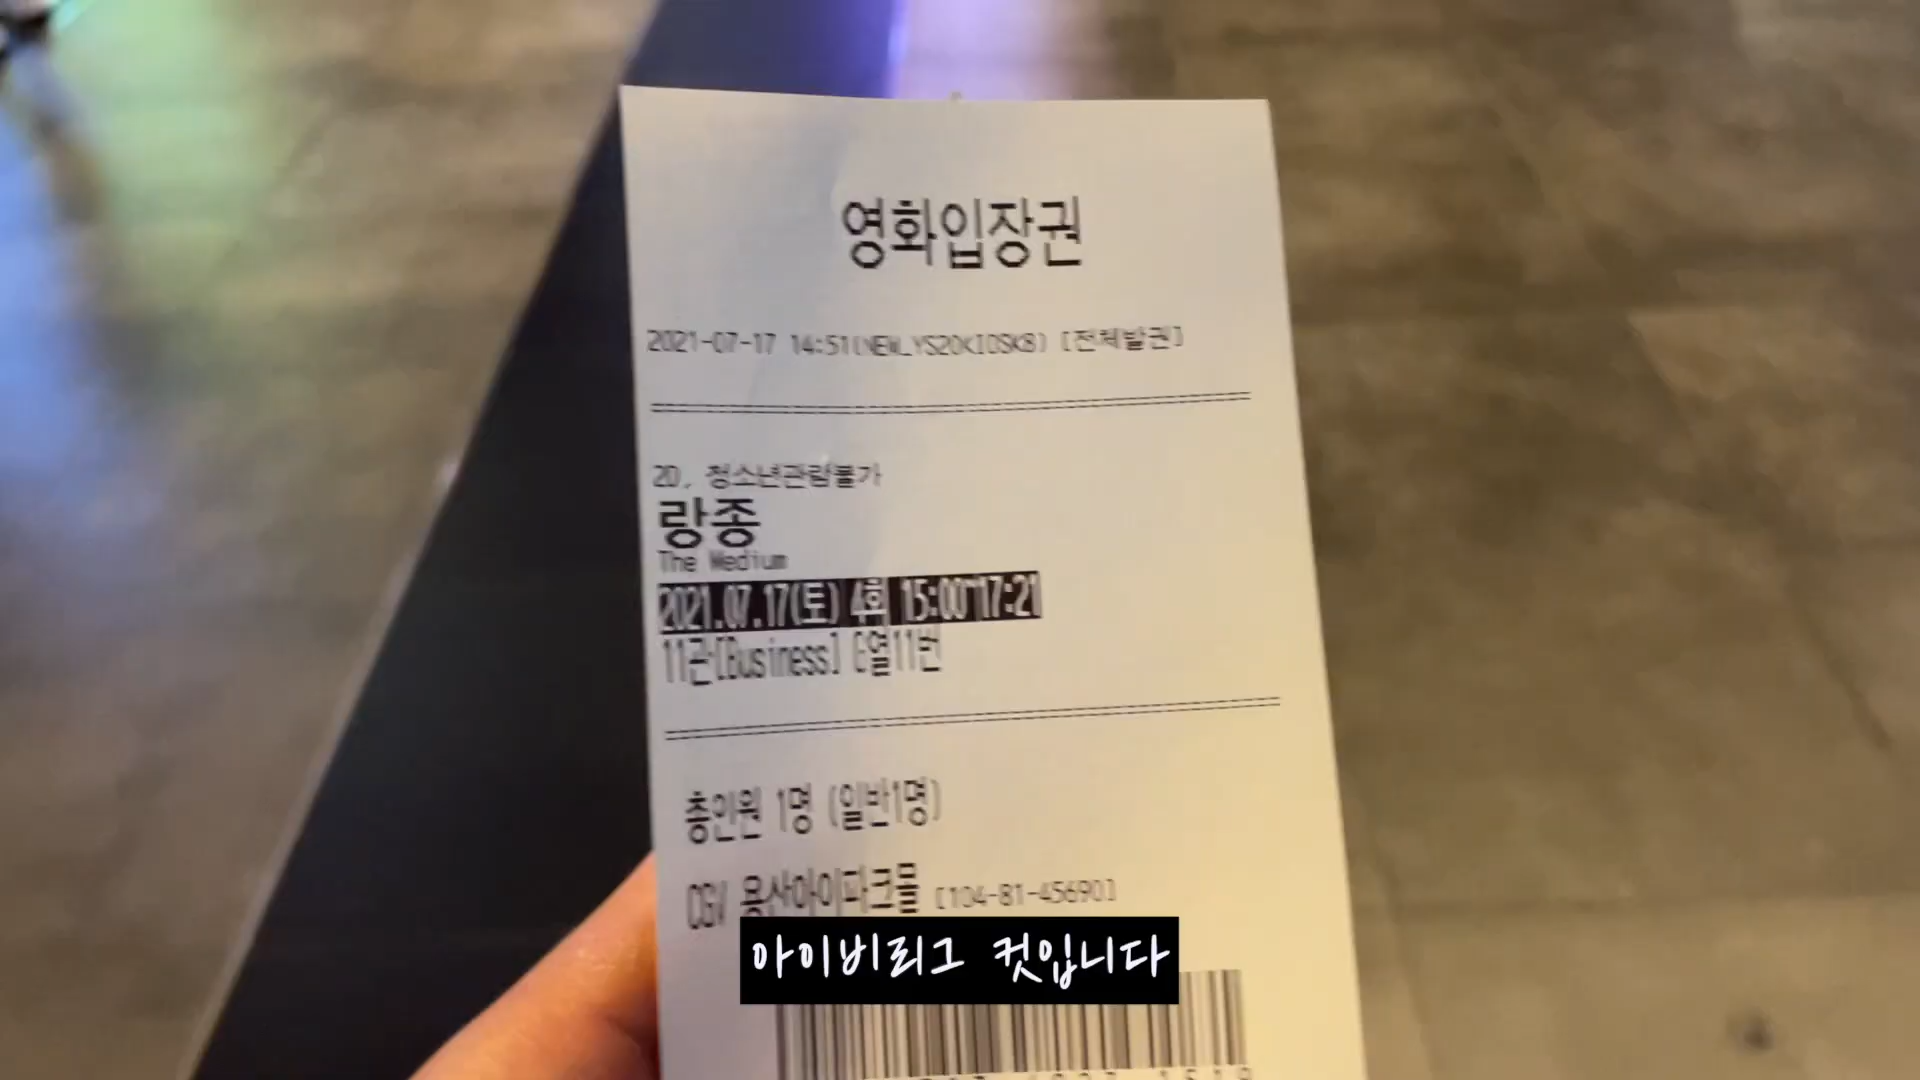 영화입장권
2021-07-17 14:51(NEW_YS20KIOSK8) [전체발권]
2D, 청소년관람불가
랑종
The Medium
2021.07.17(토) 4회 15:00~17:21
11관[Business] C열11번
총인원 1명 (일반1명)
CGV 용산아이파크몰 [104-81-45690]
아이비리그 컷입니다